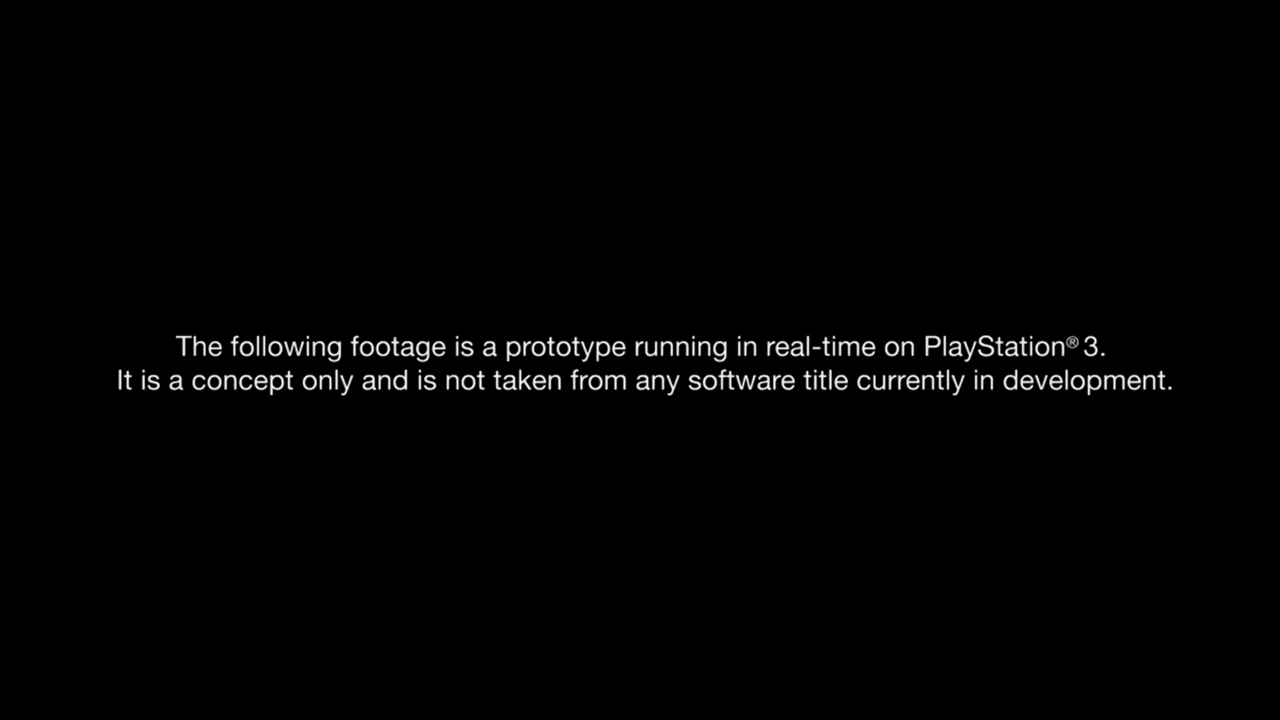 The following footage is a prototype running in real-time on PlayStation®3.
It is a concept only and is not taken from any software title currently in development.